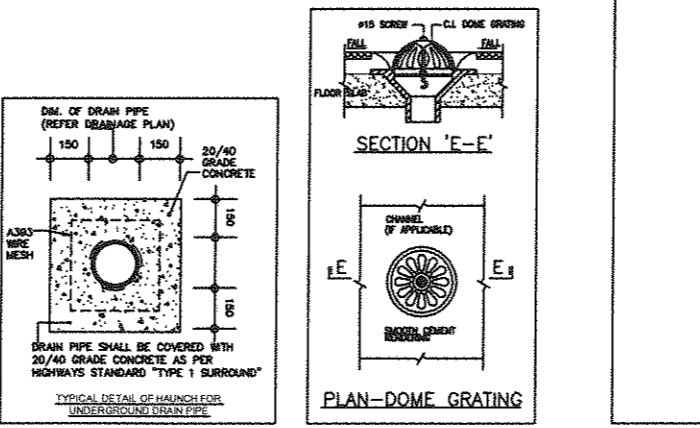 DIM. OF DRAIN PIPE
(REFER DRAINAGE PLAN)
150
150
20/40
GRADE
CONCRETE
A393
WIRE
MESH
150
150
DRAIN PIPE SHALL BE COVERED WITH
20/40 GRADE CONCRETE AS PER
HIGHWAYS STANDARD "TYPE 1 SURROUND"
TYPICAL DETAIL OF HAUNCH FOR
UNDERGROUND DRAIN PIPE
ø15 SCREW
C.I. DOME GRATING
FALL
FALL
FLOOR SLAB
SECTION 'E-E'
CHANNEL
(IF APPLICABLE)
E
E
SMOOTH CEMENT
RENDERING
PLAN-DOME GRATING